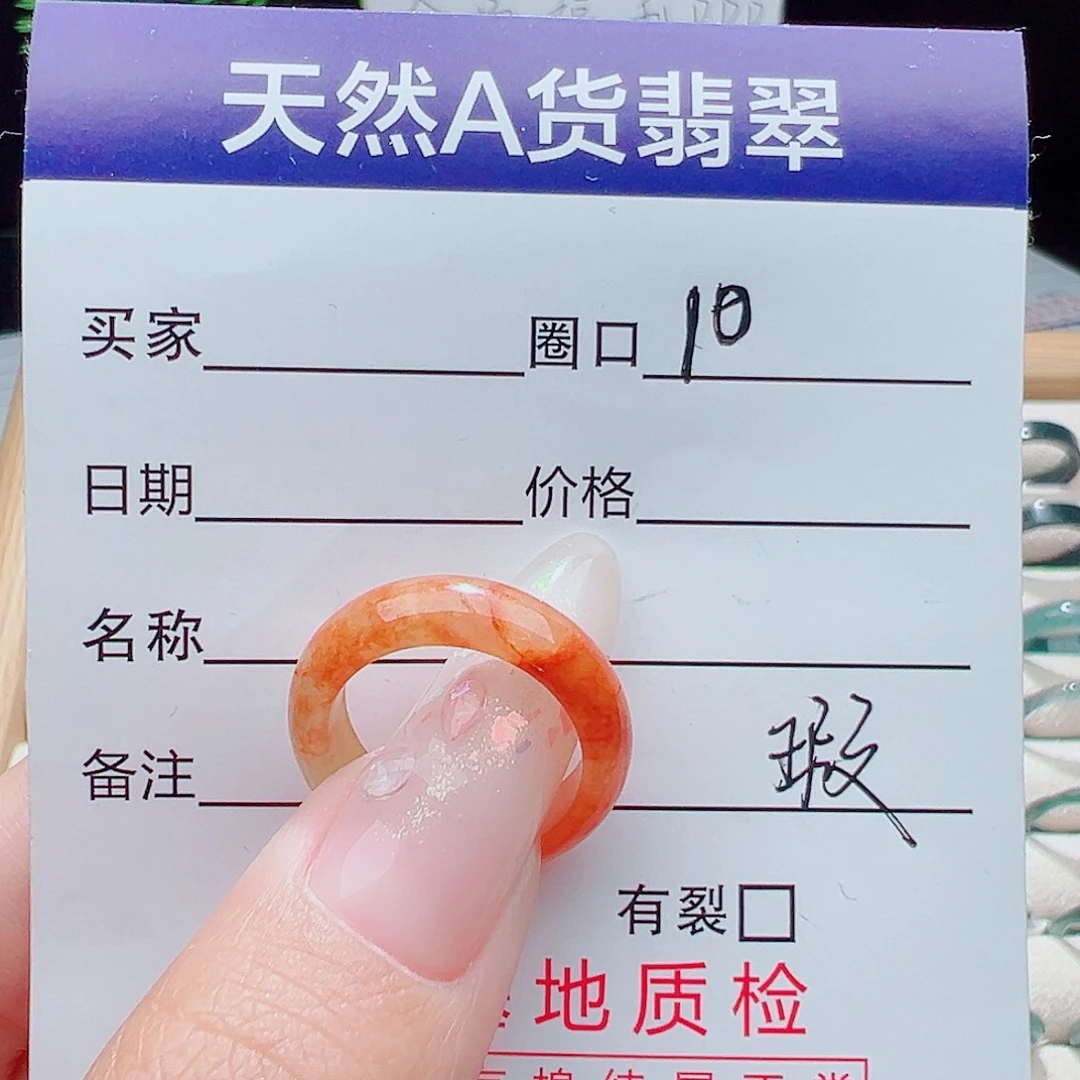 天然A货翡翠
买家 圈口 10
日期 价格
名称
备注 瑕
有裂□
地质检